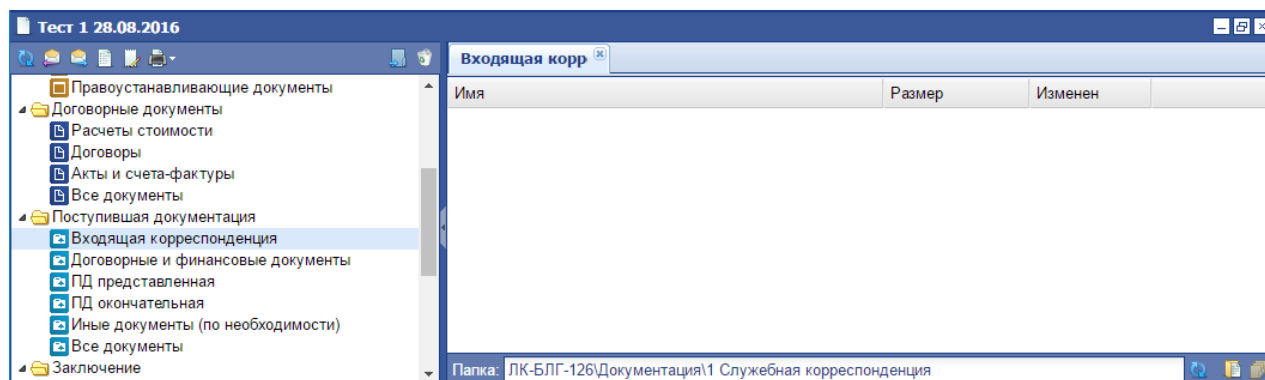 Тест 1 28.08.2016
Правоустанавливающие документы
Договорные документы
Расчеты стоимости
Договоры
Акты и счета-фактуры
Все документы
Поступившая документация
Входящая корреспонденция
Договорные и финансовые документы
ПД представленная
ПД окончательная
Иные документы (по необходимости)
Все документы
Заключение
Входящая корр
Имя Размер Изменен
Папка: ЛК-БЛГ-126\Документация\1 Служебная корреспонденция